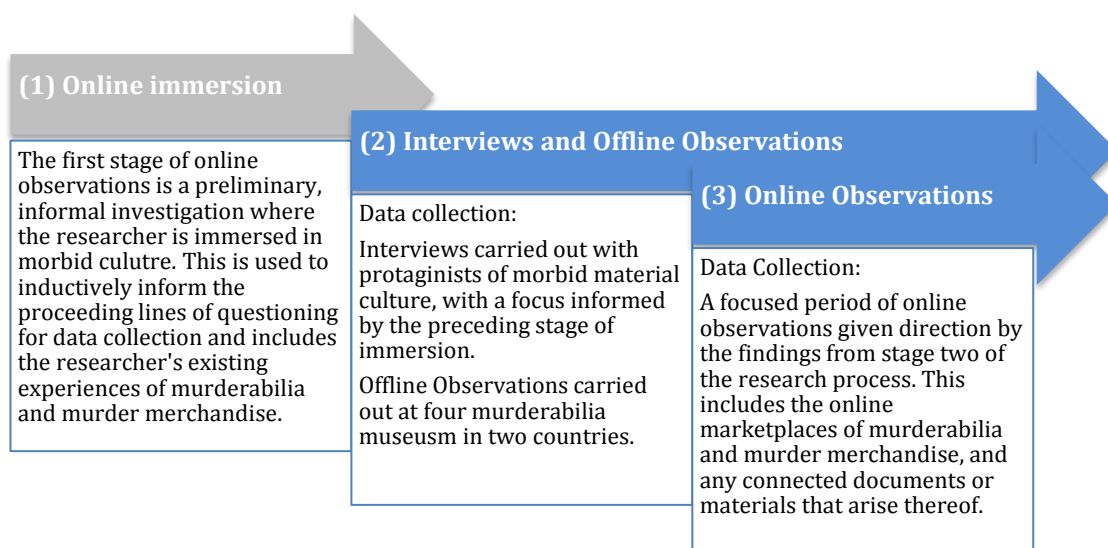 (1) Online immersion
The first stage of online
observations is a preliminary,
informal investigation where
the researcher is immersed in
morbid culutre. This is used to
inductively inform the
proceeding lines of questioning
for data collection and includes
the researcher's existing
experiences of murderabilia
and murder merchandise.
(2) Interviews and Offline Observations
Data collection:
Interviews carried out with
protaginists of morbid material
culture, with a focus informed
by the preceding stage of
immersion.
Offline Observations carried
out at four murderabilia
museusm in two countries.
(3) Online Observations
Data Collection:
A focused period of online
observations given direction by
the findings from stage two of
the research process. This
includes the online
marketplaces of murderabilia
and murder merchandise, and
any connected documents or
materials that arise thereof.